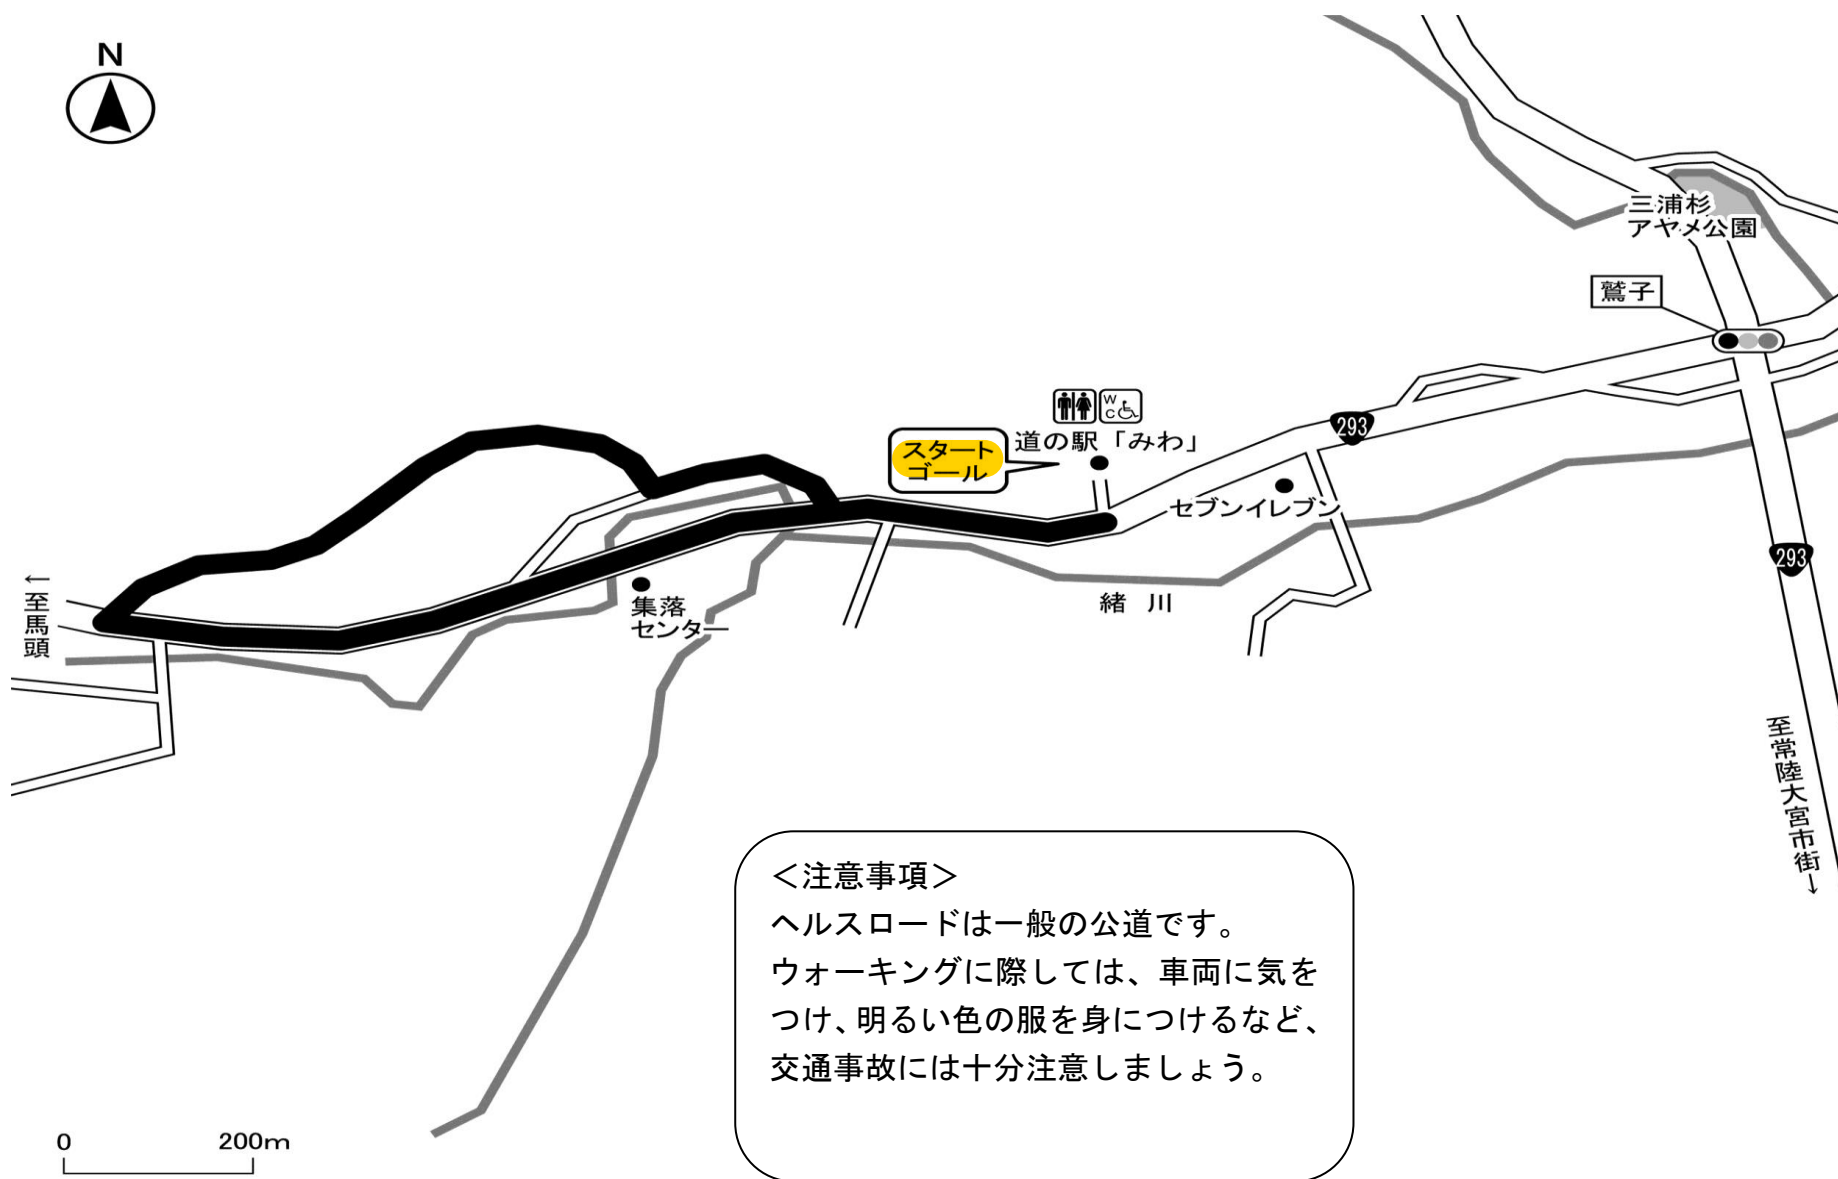 N
三浦杉
アヤメ公園
鷲子
WC
道の駅「みわ」
スタート
ゴール
293
セブンイレブン
293
←至馬頭
集落
センター
緒川
至常陸大宮市街→
<注意事項>
ヘルスロードは一般の公道です。
ウォーキングに際しては、車両に気を
つけ、明るい色の服を身につけるなど、
交通事故には十分注意しましょう。
0 200m